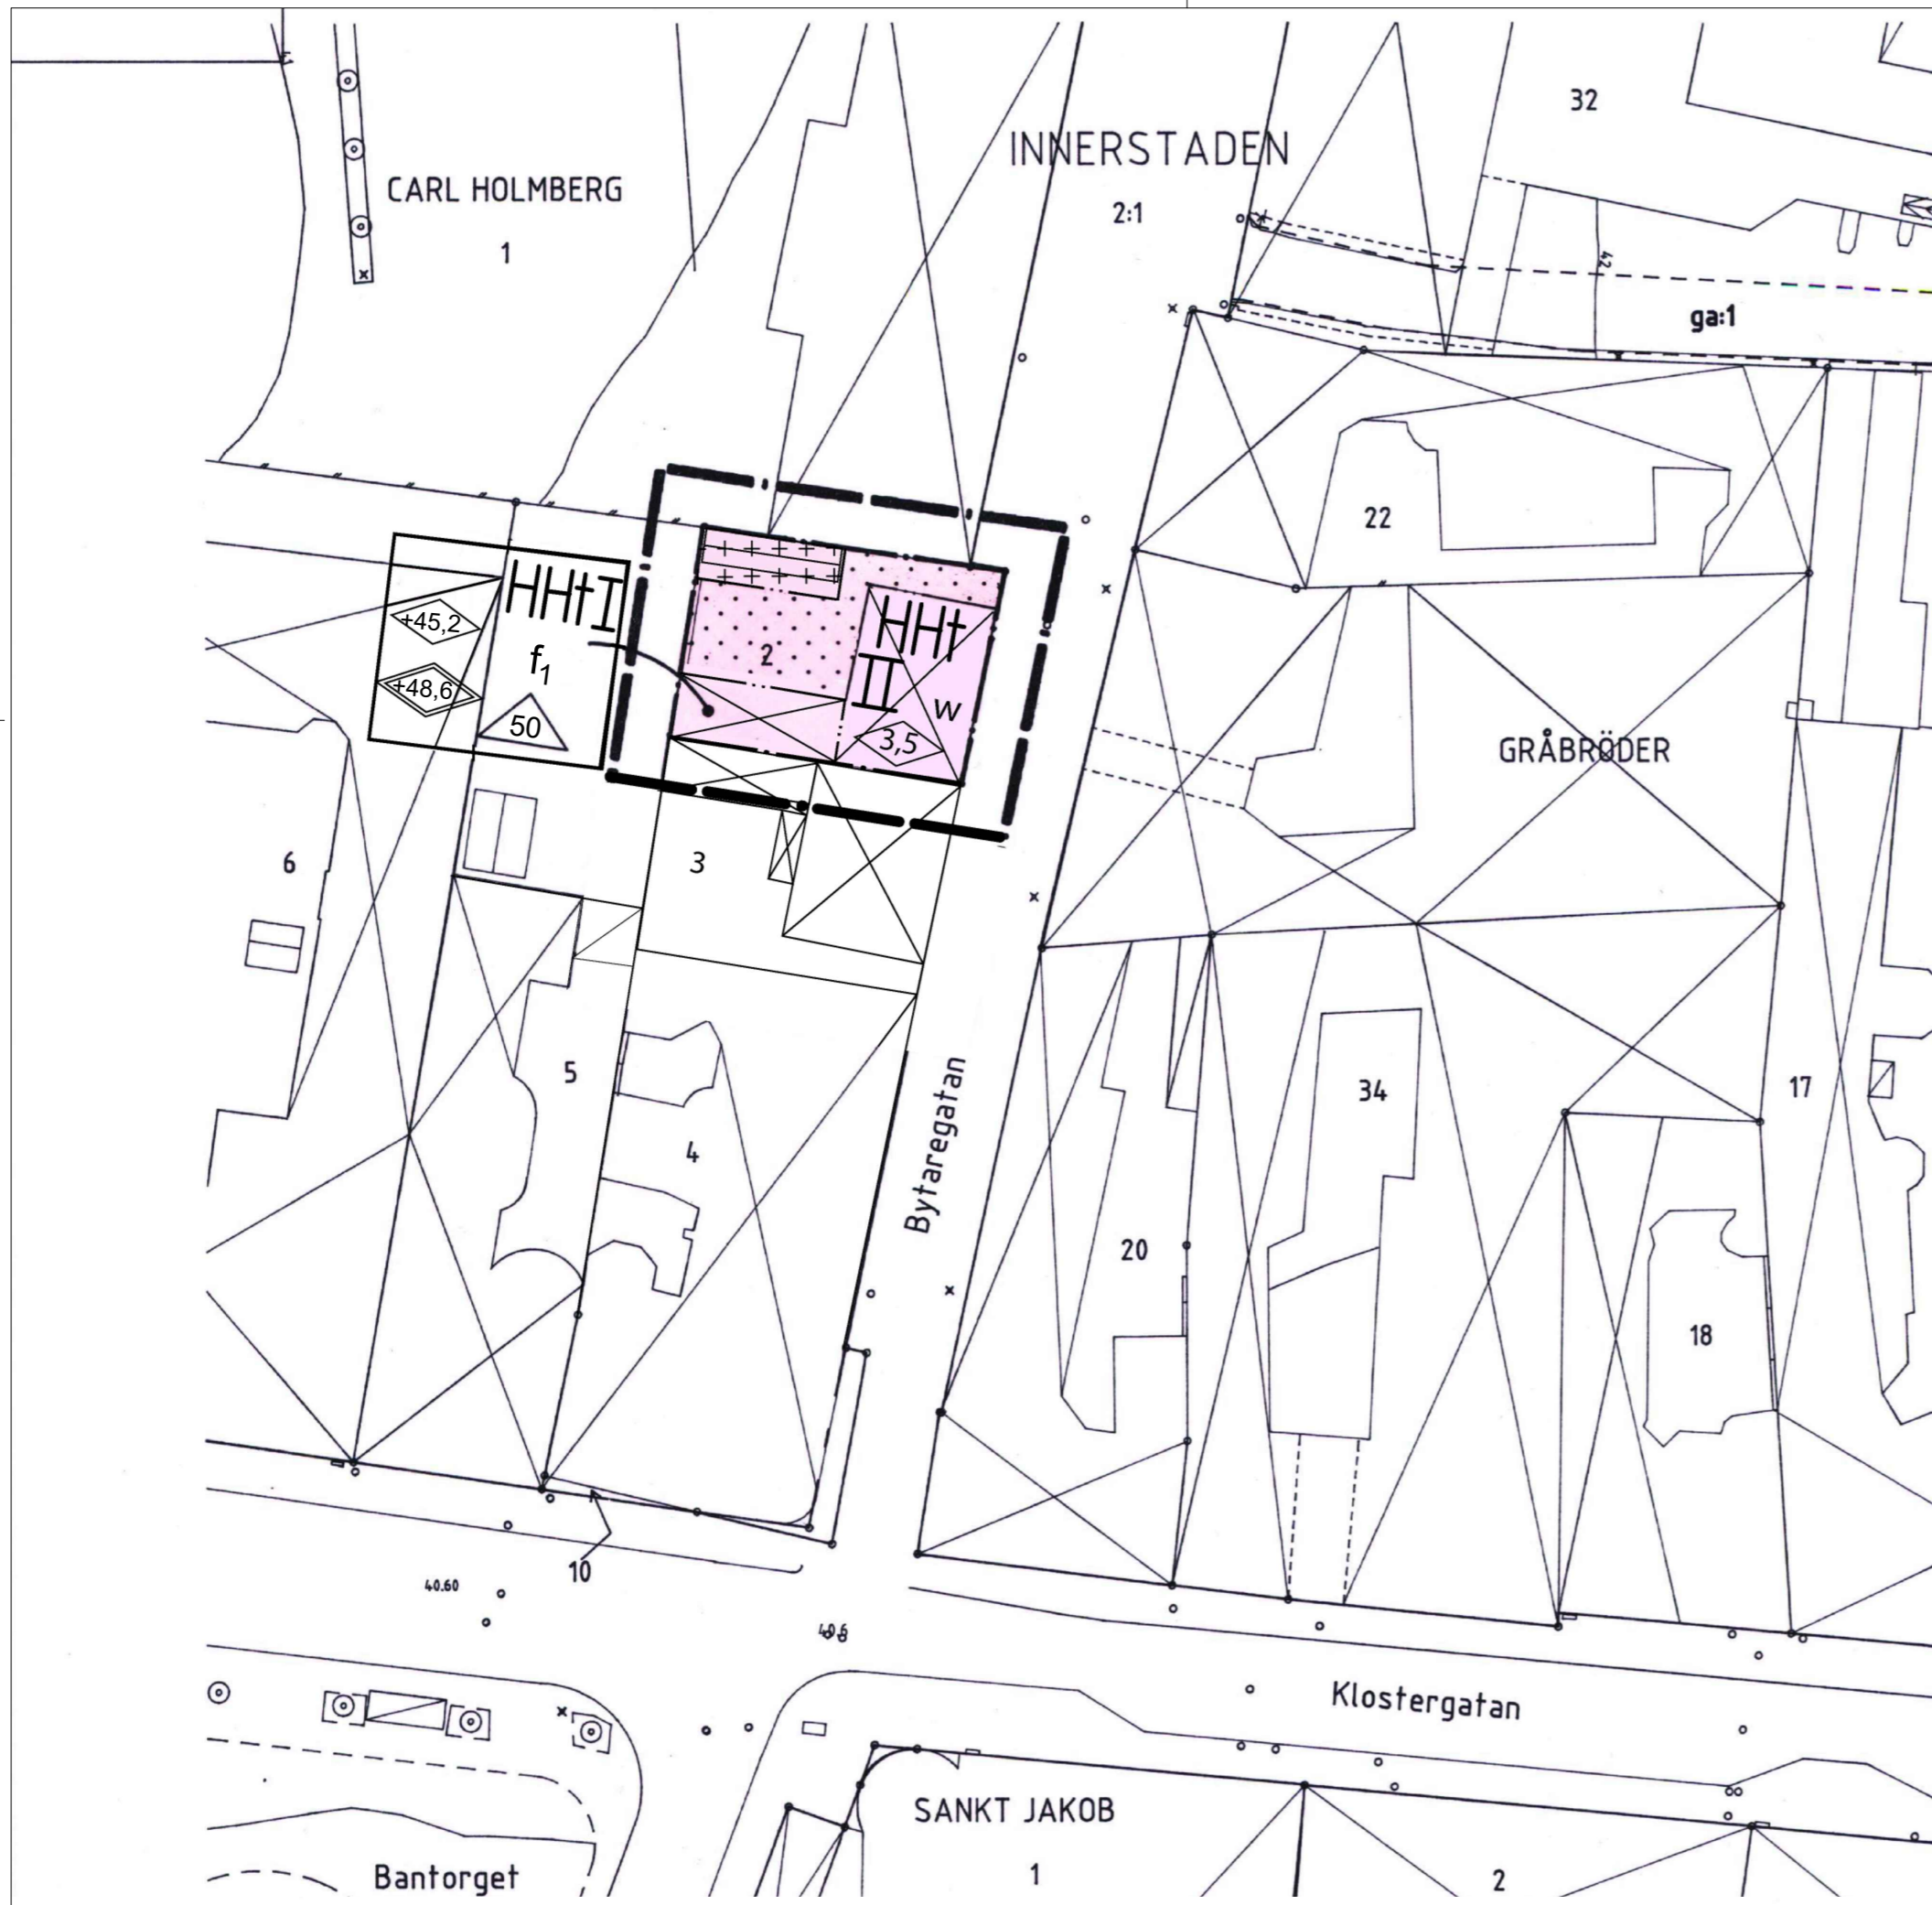 32
INNERSTADEN
CARL HOLMBERG
2:1
1
42
ga:1
22
HHtI
+45,2
HHt
f1
2
II
+48,6
W
50
3,5
GRÅBRÖDER
6
3
5
34
17
4
Bytaregatan
20
18
10
40.60
40.6
Klostergatan
SANKT JAKOB
Bantorget
1
2